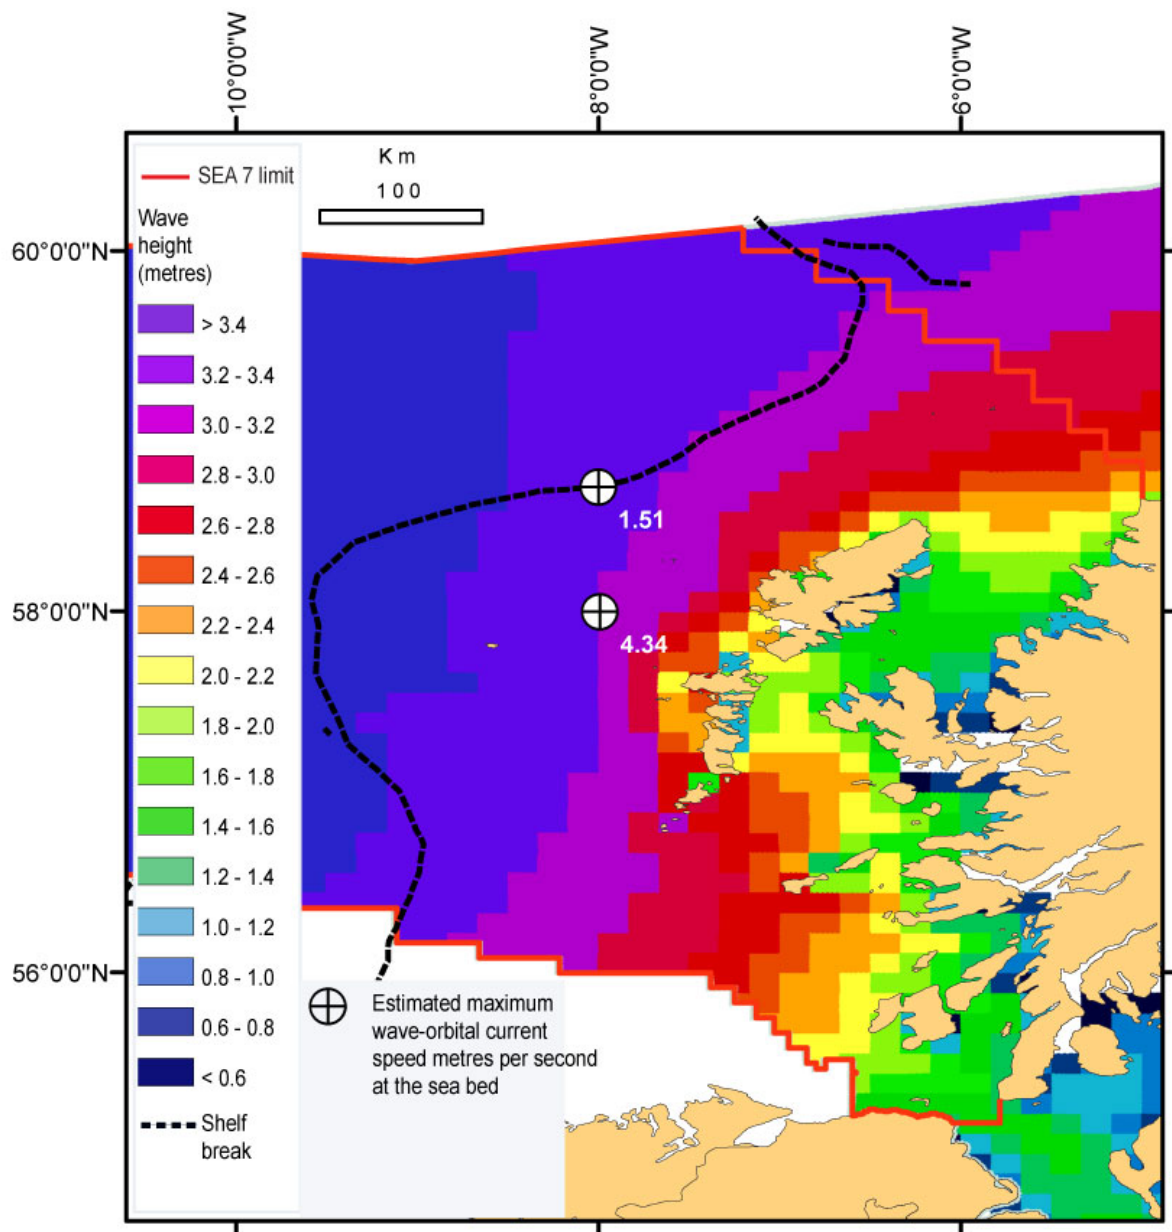 10°0'0"W
8°0'0"W
6°0'0"W
60°0'0"N
58°0'0"N
56°0'0"N
SEA 7 limit
Wave
height
(metres)
> 3.4
3.2 - 3.4
3.0 - 3.2
2.8 - 3.0
2.6 - 2.8
2.4 - 2.6
2.2 - 2.4
2.0 - 2.2
1.8 - 2.0
1.6 - 1.8
1.4 - 1.6
1.2 - 1.4
1.0 - 1.2
0.8 - 1.0
0.6 - 0.8
< 0.6
Shelf
break
K m
1 0 0
1.51
4.34
Estimated maximum
wave-orbital current
speed metres per second
at the sea bed